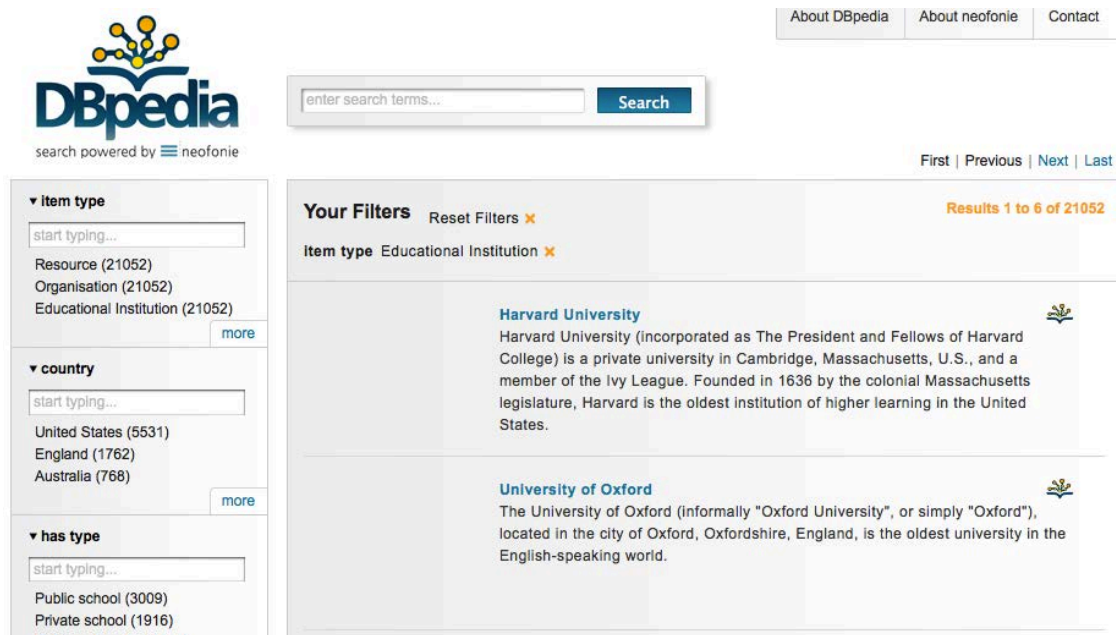 About DBpedia
About neofonie
Contact
DBpedia
search powered by neofonie
enter search terms...
Search
First | Previous | Next | Last
item type
start typing...
Resource (21052)
Organisation (21052)
Educational Institution (21052)
more
country
start typing...
United States (5531)
England (1762)
Australia (768)
more
has type
start typing...
Public school (3009)
Private school (1916)
Your Filters Reset Filters
Results 1 to 6 of 21052
item type Educational Institution
Harvard University
Harvard University (incorporated as The President and Fellows of Harvard
College) is a private university in Cambridge, Massachusetts, U.S., and a
member of the Ivy League. Founded in 1636 by the colonial Massachusetts
legislature, Harvard is the oldest institution of higher learning in the United
States.
University of Oxford
The University of Oxford (informally "Oxford University", or simply "Oxford"),
located in the city of Oxford, Oxfordshire, England, is the oldest university in the
English-speaking world.